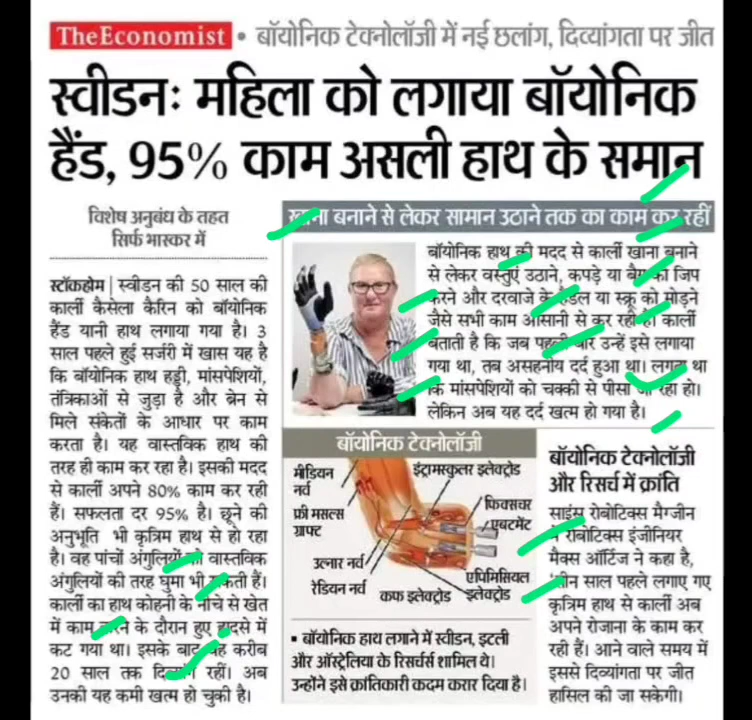 The Economist • बॉयोनिक टेक्नोलॉजी में नई छलांग, दिव्यांगता पर जीत
स्वीडनः महिला को लगाया बॉयोनिक
हैंड, 95% काम असली हाथ के समान
विशेष अनुबंध के तहत
सिर्फ भास्कर में
स्टॉकहोम | स्वीडन की 50 साल की
कार्ली कैसेला कैरिन को बॉयोनिक
हैंड यानी हाथ लगाया गया है। 3
साल पहले हुई सर्जरी में खास यह है
कि बॉयोनिक हाथ हड्डी, मांसपेशियों,
तंत्रिकाओं से जुड़ा है और ब्रेन से
मिले संकेतों के आधार पर काम
करता है। यह वास्तविक हाथ की
तरह ही काम कर रहा है। इसकी मदद
से कार्ली अपने 80% काम कर रही
हैं। सफलता दर 95% है। छूने की
अनुभूति भी कृत्रिम हाथ से हो रहा
है। वह पांचों अंगुलियों वास्तविक
अंगुलियों की तरह घुमा भी हैं।
कार्ली का हाथ कोहनी के नीचे से खेत
में काम के दौरान हुए हादसे में
कट गया था। इसके बाद वह करीब
20 साल तक रहीं। अब
उनकी यह कमी खत्म हो चुकी है।
बनाने से लेकर सामान उठाने तक का काम कर रहीं
बॉयोनिक हाथ की मदद से कार्ली खाना बनाने
से लेकर वस्तुएं उठाने, कपड़े या बैग की जिप
करने और दरवाजे के हैंडल या स्क्रू को मोड़ने
जैसे सभी काम आसानी से कर रही है। कार्ली
बताती है कि जब पहली बार उन्हें इसे लगाया
गया था, तब असहनीय दर्द हुआ था। लगता था
कि मांसपेशियों को चक्की से पीसा जा रहा हो।
लेकिन अब यह दर्द खत्म हो गया है।
बॉयोनिक टेक्नोलॉजी
मीडियन
नर्व
इंट्रामस्कुलर इलेक्ट्रोड
फ्री मसल्स
ग्राफ्ट
फिक्सचर
एबटमेंट
उल्नार नर्व
रेडियन नर्व
कफ इलेक्ट्रोड
एपिमिसियल
इलेक्ट्रोड
▪ बॉयोनिक हाथ लगाने में स्वीडन, इटली
और ऑस्ट्रेलिया के रिसर्चर्स शामिल थे।
उन्होंने इसे क्रांतिकारी कदम करार दिया है।
बॉयोनिक टेक्नोलॉजी
और रिसर्च में क्रांति
साइंस रोबोटिक्स मैग्जीन
में रोबोटिक्स इंजीनियर
मैक्स ऑर्टिज ने कहा है,
'तीन साल पहले लगाए गए
कृत्रिम हाथ से कार्ली अब
अपने रोजाना के काम कर
रही हैं। आने वाले समय में
इससे दिव्यांगता पर जीत
हासिल की जा सकेगी।